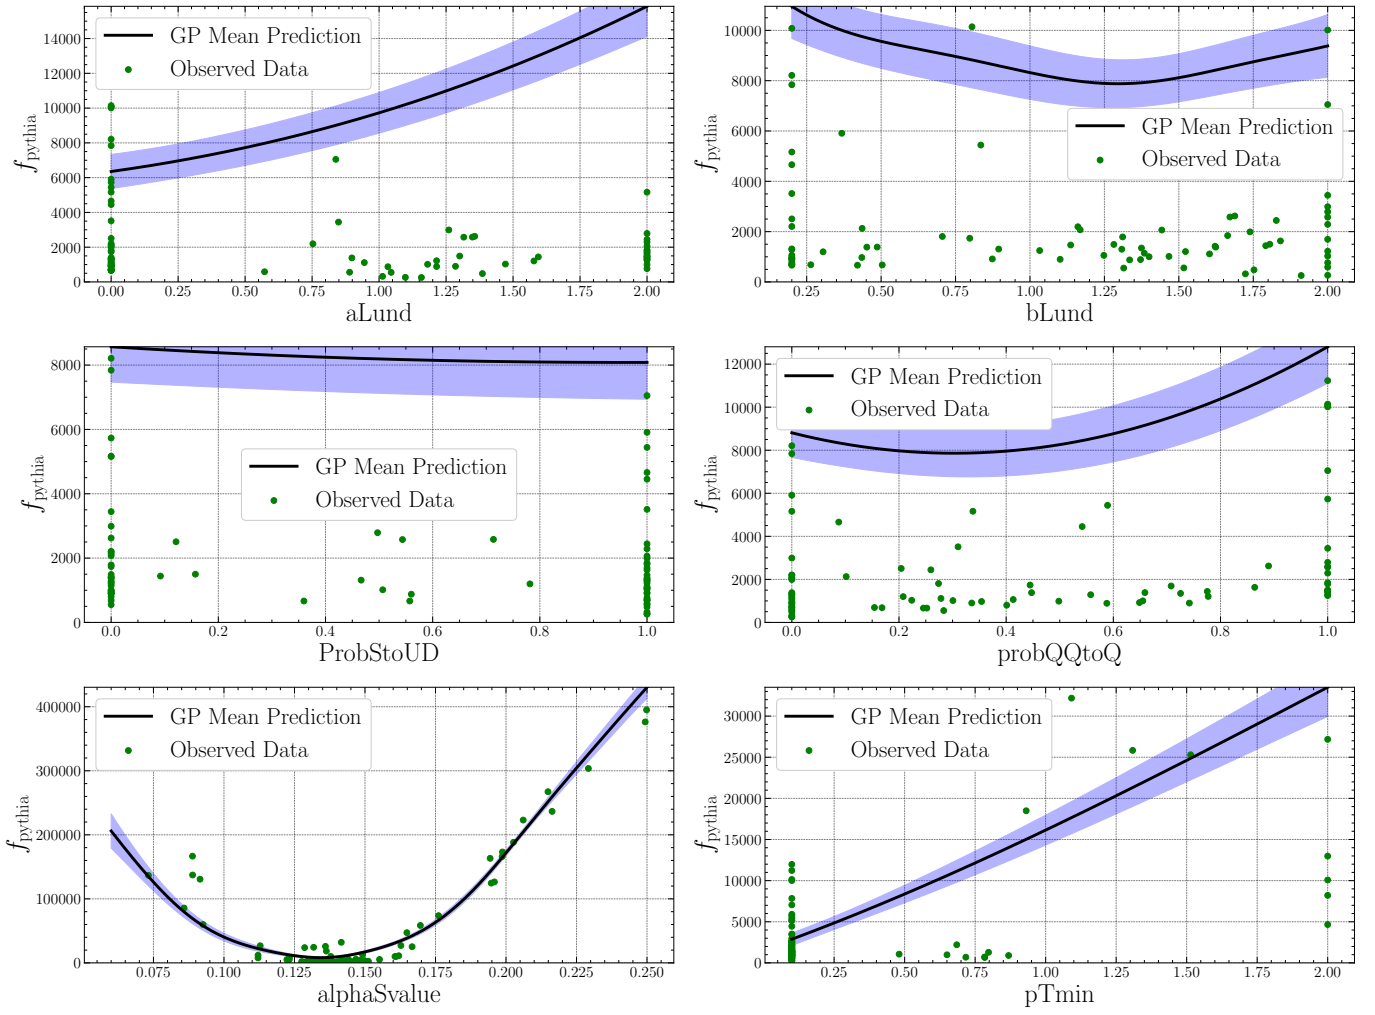 14000
12000
10000
8000
6000
4000
2000
0
f_pythia
GP Mean Prediction
Observed Data
0.00 0.25 0.50 0.75 1.00 1.25 1.50 1.75 2.00
aLund
10000
8000
6000
4000
2000
0
f_pythia
GP Mean Prediction
Observed Data
0.25 0.50 0.75 1.00 1.25 1.50 1.75 2.00
bLund
8000
6000
4000
2000
0
f_pythia
GP Mean Prediction
Observed Data
0.0 0.2 0.4 0.6 0.8 1.0
ProbStoUD
12000
10000
8000
6000
4000
2000
0
f_pythia
GP Mean Prediction
Observed Data
0.0 0.2 0.4 0.6 0.8 1.0
probQQtoQ
400000
300000
200000
100000
0
f_pythia
GP Mean Prediction
Observed Data
0.075 0.100 0.125 0.150 0.175 0.200 0.225 0.250
alphaSvalue
30000
25000
20000
15000
10000
5000
0
f_pythia
GP Mean Prediction
Observed Data
0.25 0.50 0.75 1.00 1.25 1.50 1.75 2.00
pTmin